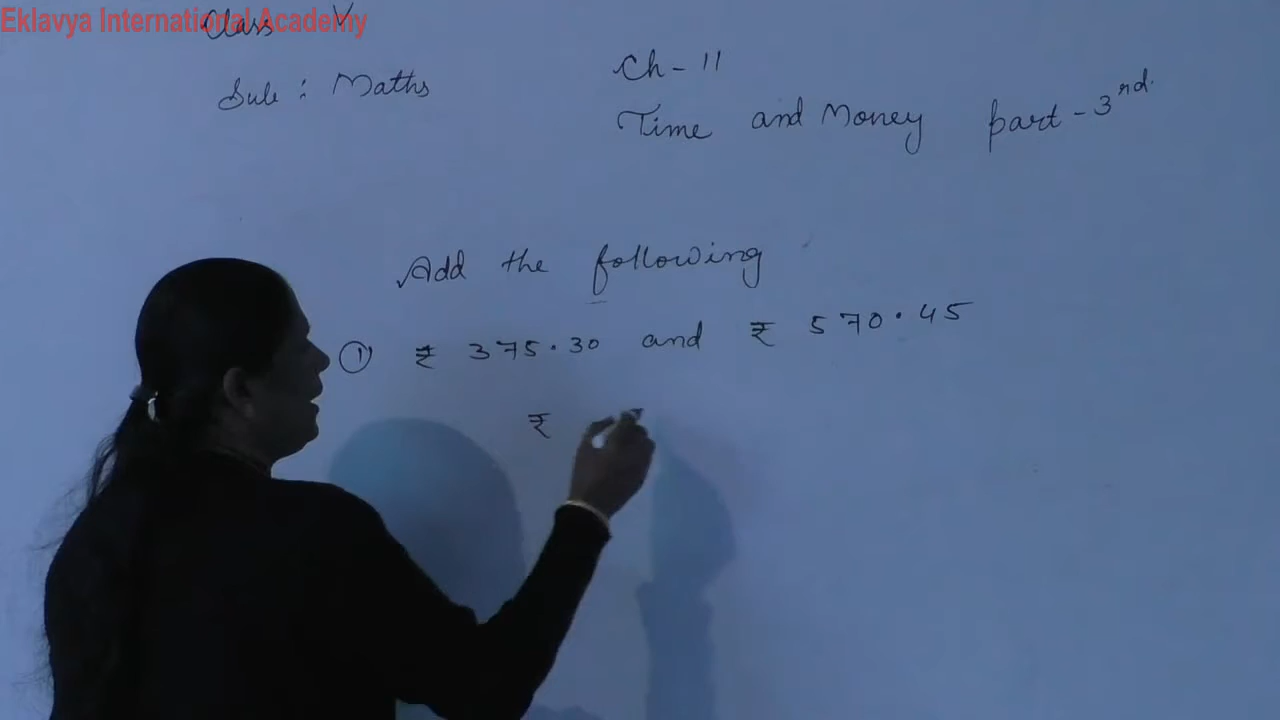 Eklavya International Academy
Class V
Sub : Maths
Ch - 11
Time and Money part - 3rd.
Add the following
① ₹ 375.30 and ₹ 570.45
₹